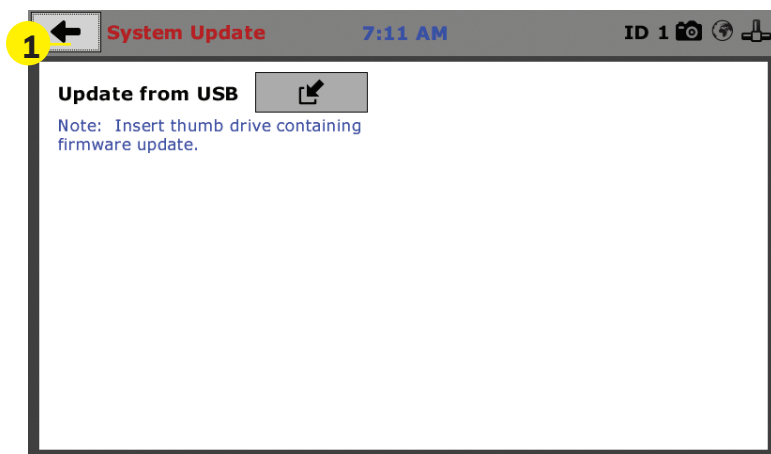 1
System Update 7:11 AM ID 1
Update from USB
Note: Insert thumb drive containing
firmware update.